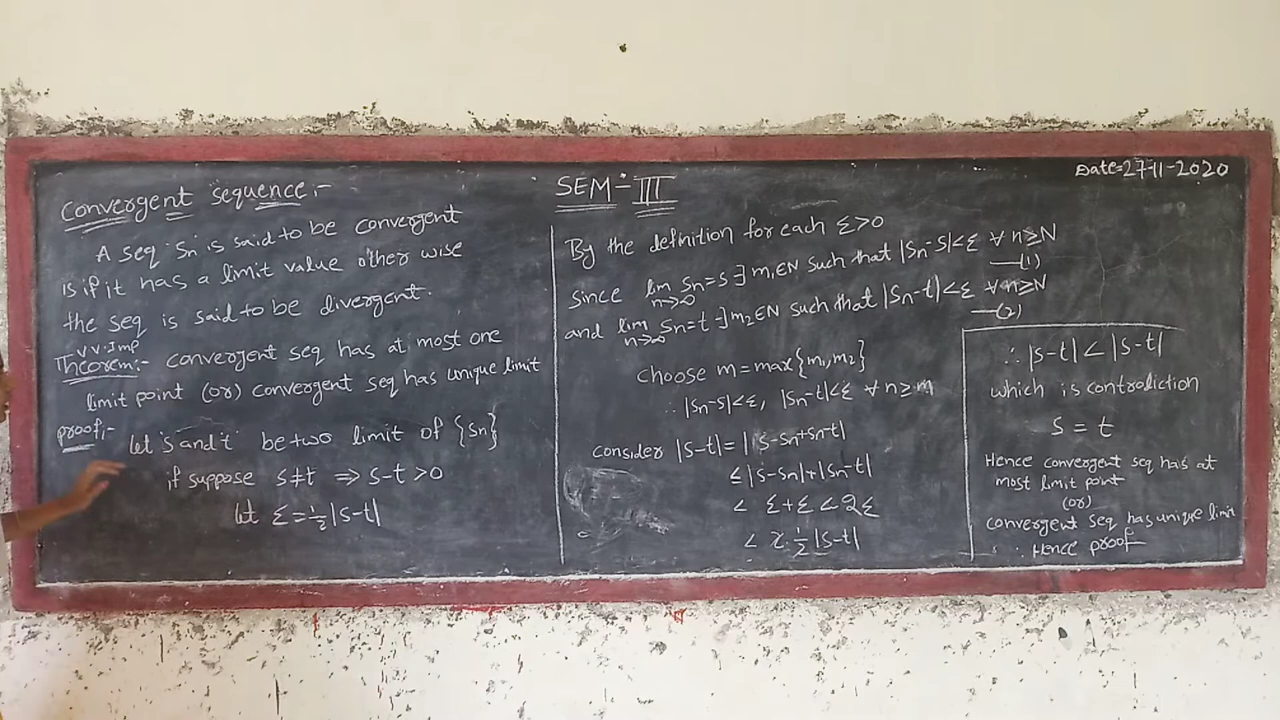 SEM-III
Date=27-11-2020
Convergent sequence:-
A seq 'Sn' is said to be convergent
is if it has a limit value other wise
the seq is said to be divergent.
V.V.Imp
Theorem:- convergent seq has at most one
limit point (or) convergent seq has unique limit
proof:- let 's' and 't' be two limit of {Sn}
if suppose s≠t ⇒ s-t>0
let Ɛ=½|s-t|
By the definition for each Ɛ>0
Since lim n→∞ Sn=s ∃ m₁∈N such that |Sn-s|<Ɛ ∀ n≥N
—(1)
and lim n→∞ Sn=t ∃ m₂∈N such that |Sn-t|<Ɛ ∀ n≥N
—(2)
choose m=max{m₁,m₂}
∴ |Sn-s|<Ɛ, |Sn-t|<Ɛ ∀ n≥m
consider |s-t|=|s-sn+sn-t|
≤|s-sn|+|sn-t|
< Ɛ+Ɛ<2Ɛ
< 2.½|s-t|
∴ |s-t|<|s-t|
which is contradiction
s=t
Hence convergent seq has at
most limit point
(or)
convergent seq has unique limit
∴ Hence proof